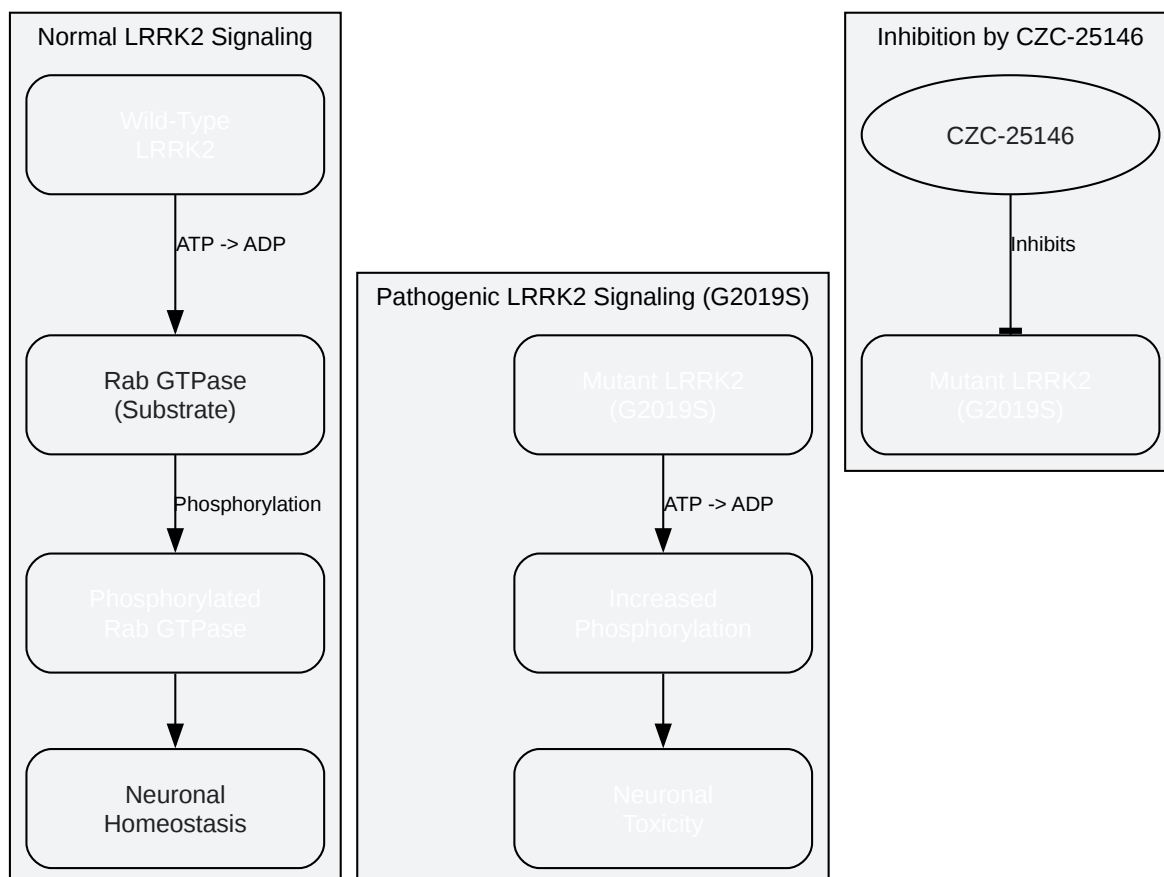 Normal LRRK2 Signaling
Wild-Type
LRRK2
ATP -> ADP
Rab GTPase
(Substrate)
Phosphorylation
Phosphorylated
Rab GTPase
Neuronal
Homeostasis
Pathogenic LRRK2 Signaling (G2019S)
Mutant LRRK2
(G2019S)
ATP -> ADP
Increased
Phosphorylation
Neuronal
Toxicity
Inhibition by CZC-25146
CZC-25146
Inhibits
Mutant LRRK2
(G2019S)